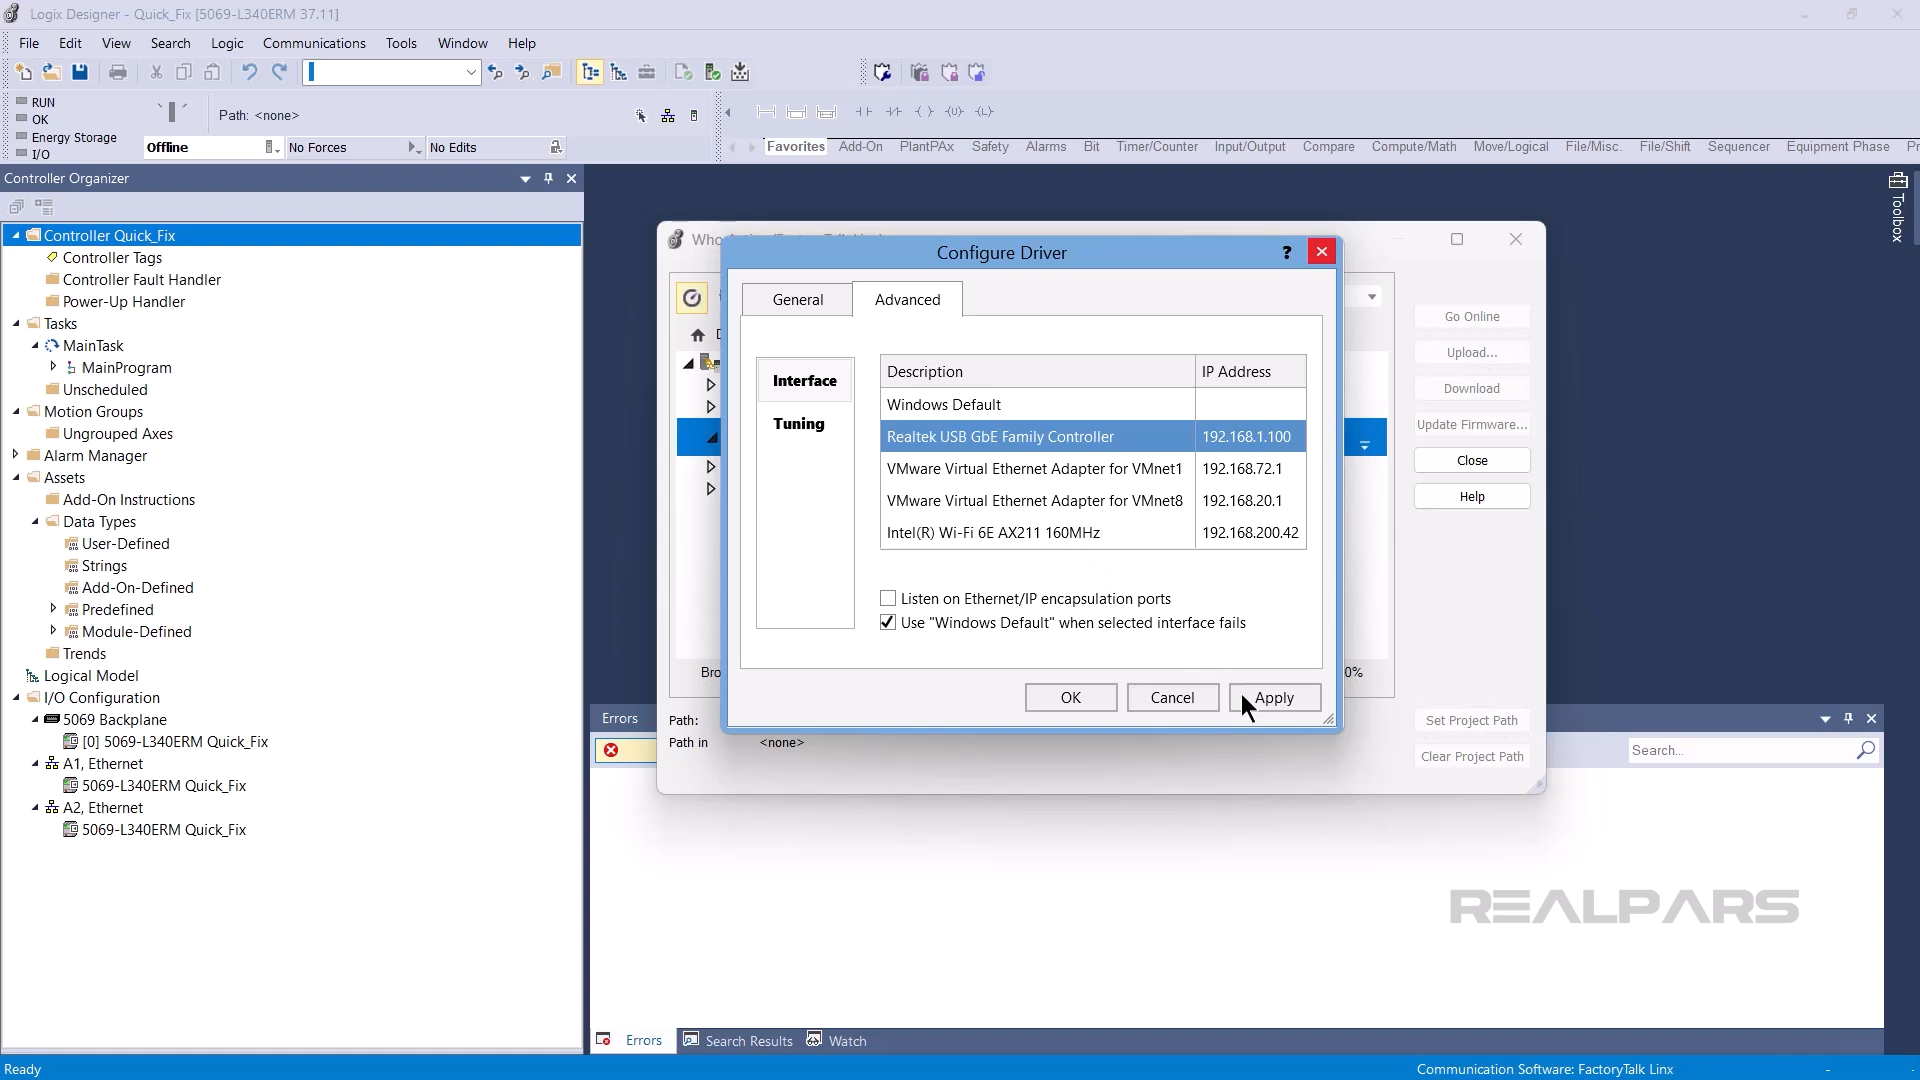 Logix Designer - Quick_Fix [5069-L340ERM 37.11]
File Edit View Search Logic Communications Tools Window Help
RUN
OK
Energy Storage
I/O
Path: <none>
Offline
No Forces
No Edits
Favorites Add-On PlantPAx Safety Alarms Bit Timer/Counter Input/Output Compare Compute/Math Move/Logical File/Misc. File/Shift Sequencer Equipment Phase
Controller Organizer
Controller Quick_Fix
Controller Tags
Controller Fault Handler
Power-Up Handler
Tasks
MainTask
MainProgram
Unscheduled
Motion Groups
Ungrouped Axes
Alarm Manager
Assets
Add-On Instructions
Data Types
User-Defined
Strings
Add-On-Defined
Predefined
Module-Defined
Trends
Logical Model
I/O Configuration
5069 Backplane
[0] 5069-L340ERM Quick_Fix
A1, Ethernet
5069-L340ERM Quick_Fix
A2, Ethernet
5069-L340ERM Quick_Fix
Configure Driver
?
General
Advanced
Interface
Tuning
Description IP Address
Windows Default
Realtek USB GbE Family Controller 192.168.1.100
VMware Virtual Ethernet Adapter for VMnet1 192.168.72.1
VMware Virtual Ethernet Adapter for VMnet8 192.168.20.1
Intel(R) Wi-Fi 6E AX211 160MHz 192.168.200.42
Listen on Ethernet/IP encapsulation ports
Use "Windows Default" when selected interface fails
OK
Cancel
Apply
Go Online
Upload...
Download
Update Firmware...
Close
Help
Set Project Path
Clear Project Path
Path:
Path in <none>
Toolbox
Errors
Search...
REALPARS
Errors
Search Results
Watch
Ready
Communication Software: FactoryTalk Linx